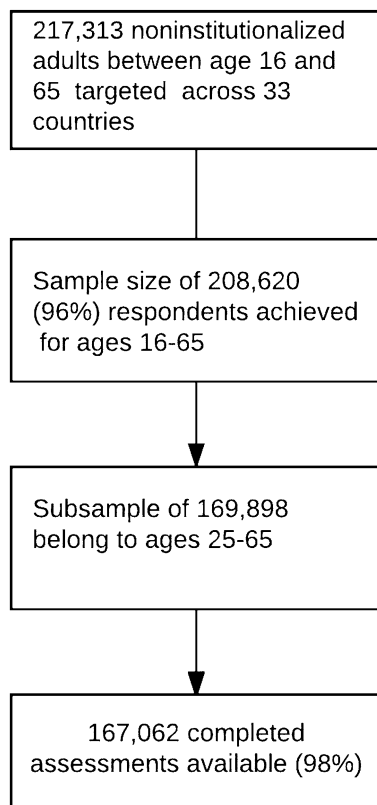 217,313 noninstitutionalized
adults between age 16 and
65 targeted across 33
countries
Sample size of 208,620
(96%) respondents achieved
for ages 16-65
Subsample of 169,898
belong to ages 25-65
167,062 completed
assessments available (98%)